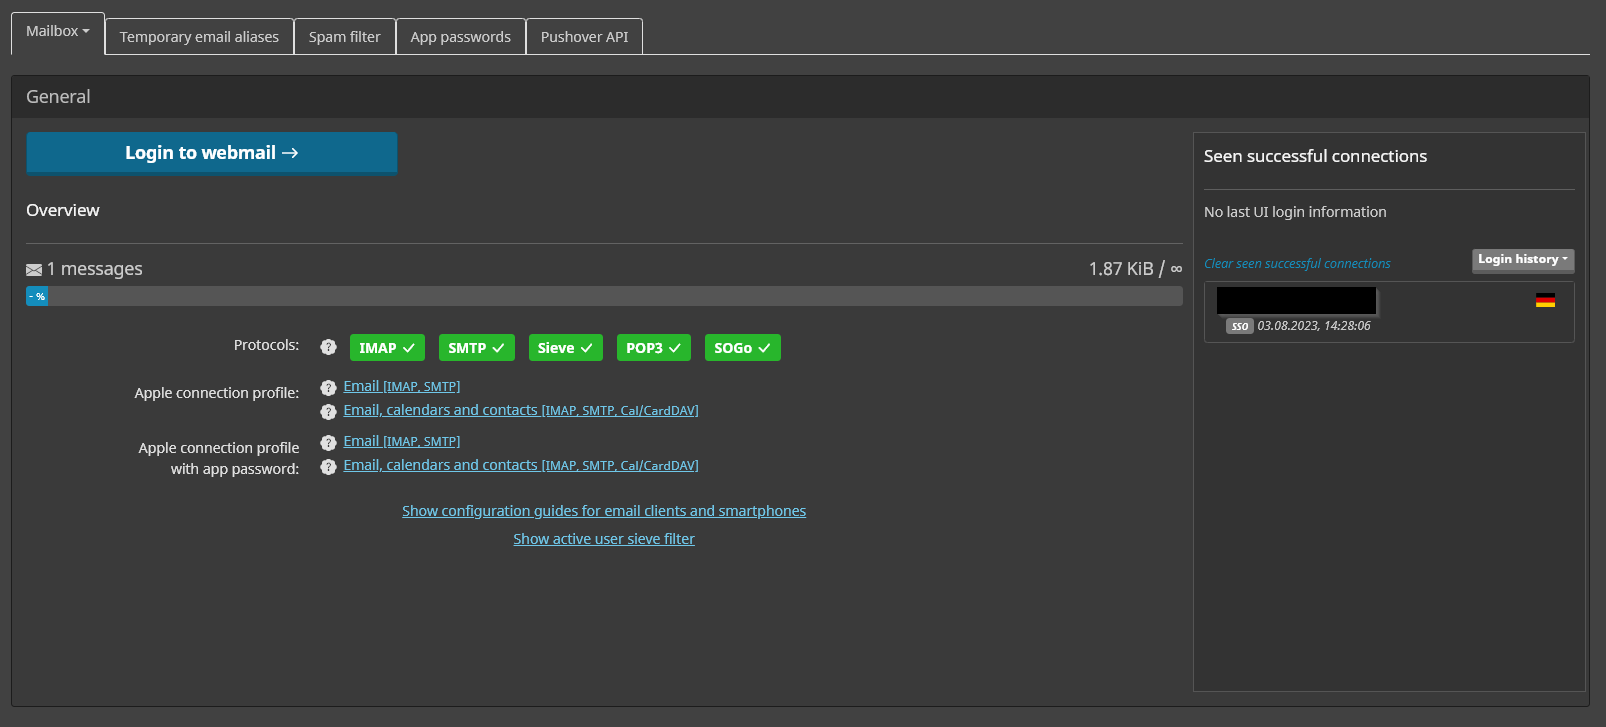 Mailbox
Temporary email aliases
Spam filter
App passwords
Pushover API
General
Login to webmail →
Overview
1 messages
1.87 KiB / ∞
- %
Protocols:
? IMAP ✓ SMTP ✓ Sieve ✓ POP3 ✓ SOGo ✓
Apple connection profile:
? Email [IMAP, SMTP]
? Email, calendars and contacts [IMAP, SMTP, Cal/CardDAV]
Apple connection profile
with app password:
? Email [IMAP, SMTP]
? Email, calendars and contacts [IMAP, SMTP, Cal/CardDAV]
Show configuration guides for email clients and smartphones
Show active user sieve filter
Seen successful connections
No last UI login information
Clear seen successful connections
Login history
SSO 03.08.2023, 14:28:06